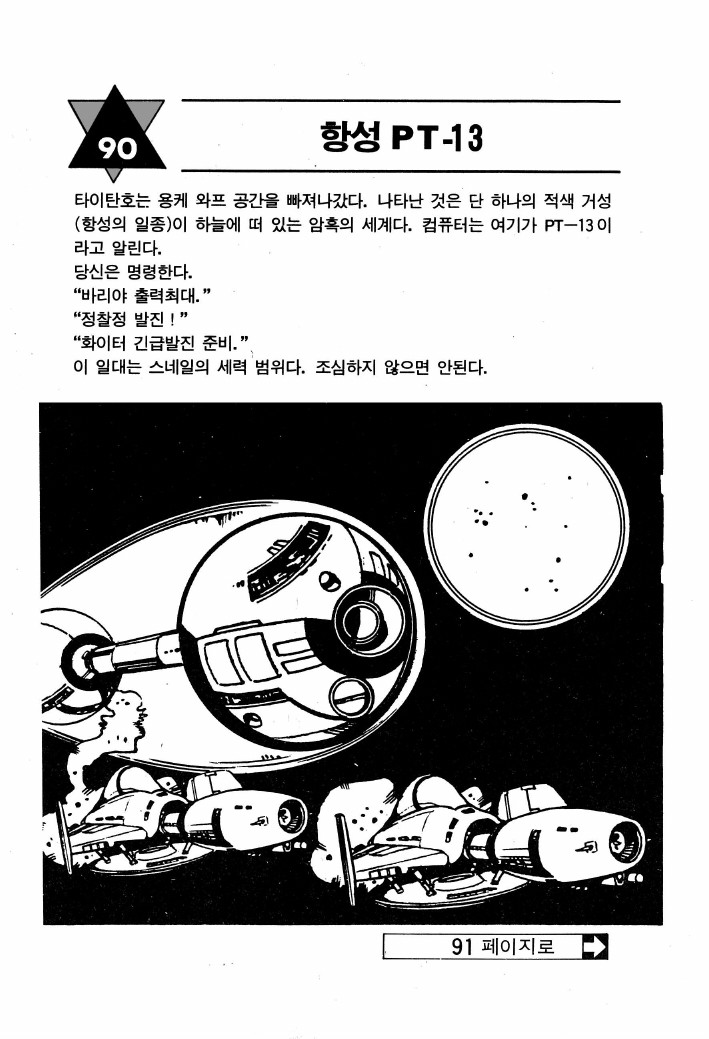 90
항성 PT-13
타이탄호는 용케 와프 공간을 빠져나갔다. 나타난 것은 단 하나의 적색 거성
(항성의 일종)이 하늘에 떠 있는 암흑의 세계다. 컴퓨터는 여기가 PT-13이
라고 알린다.
당신은 명령한다.
“바리야 출력최대.”
“정찰정 발진 ! ”
“화이터 긴급발진 준비.”
이 일대는 스네일의 세력 범위다. 조심하지 않으면 안된다.
91 페이지로